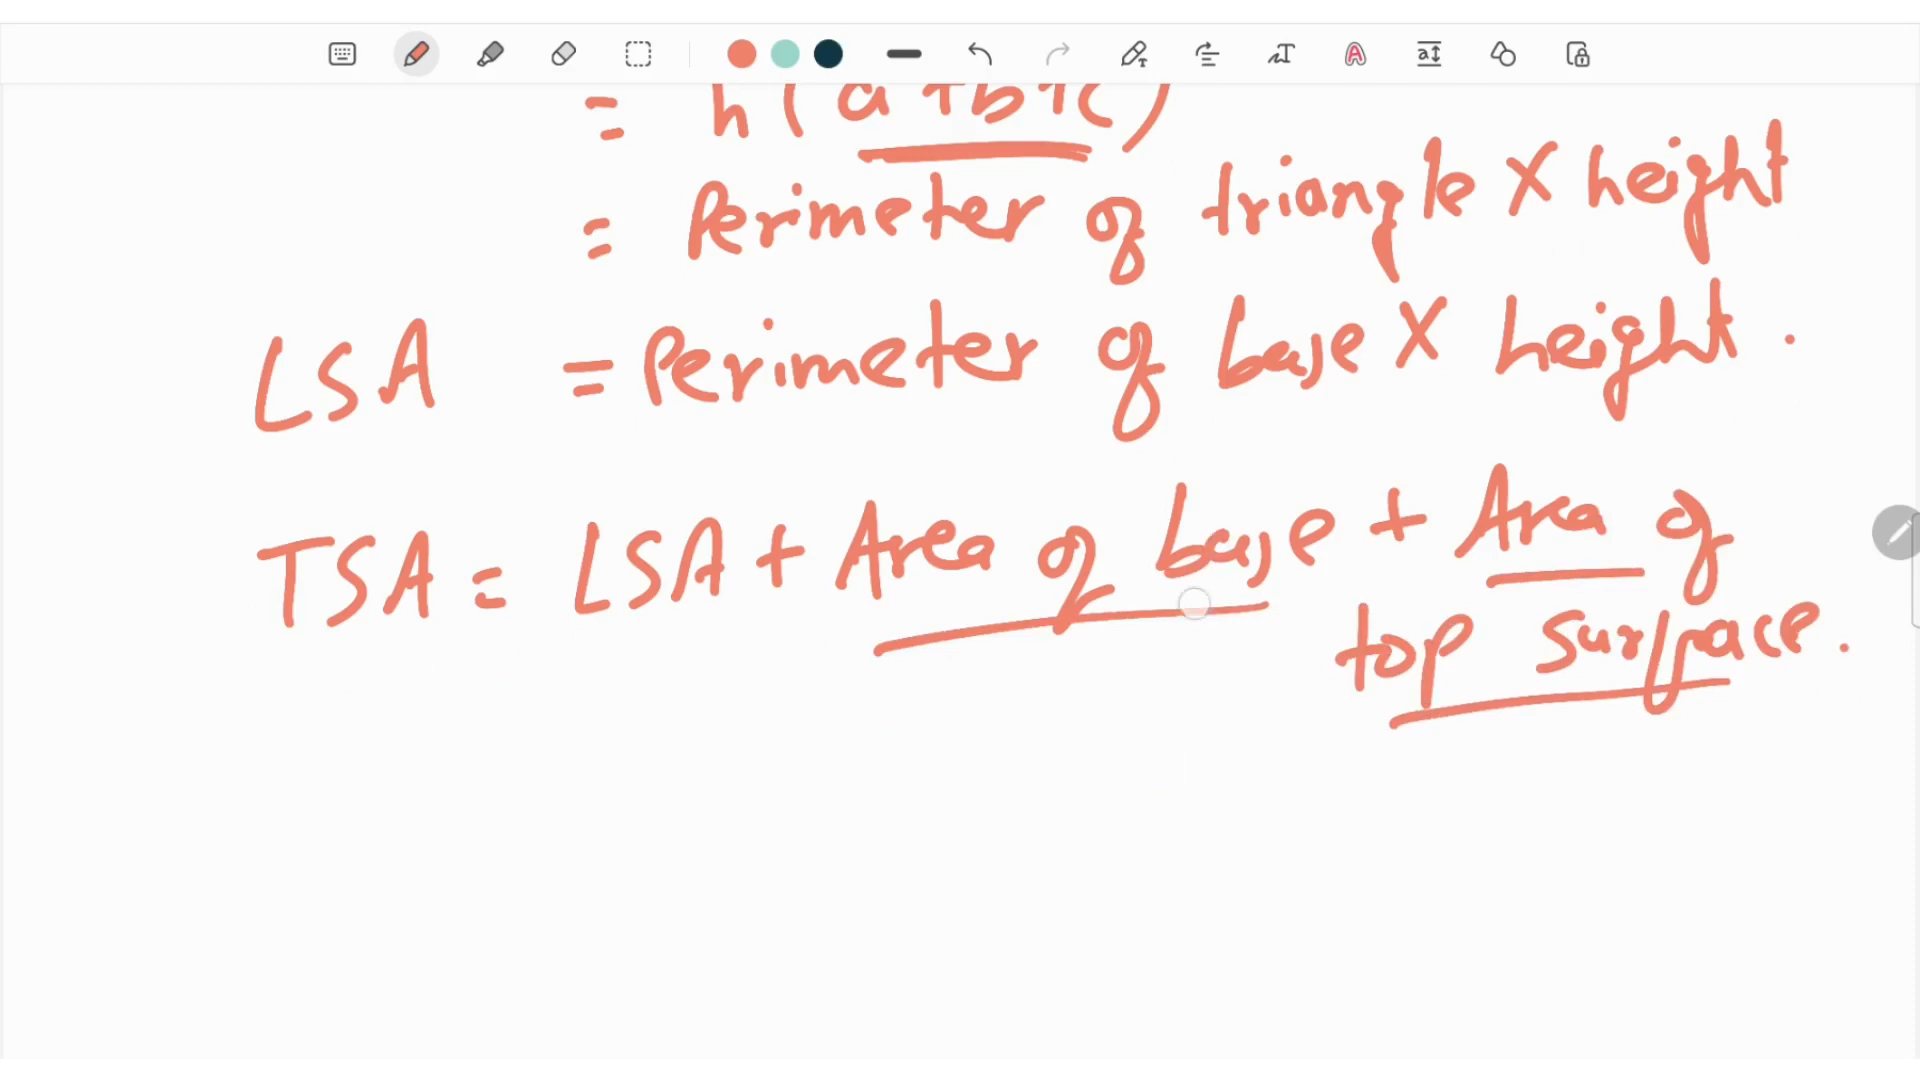 = h(a+b+c)
= Perimeter of triangle X height
LSA = Perimeter of base X height.
TSA = LSA + Area of base + Area of
top surface.